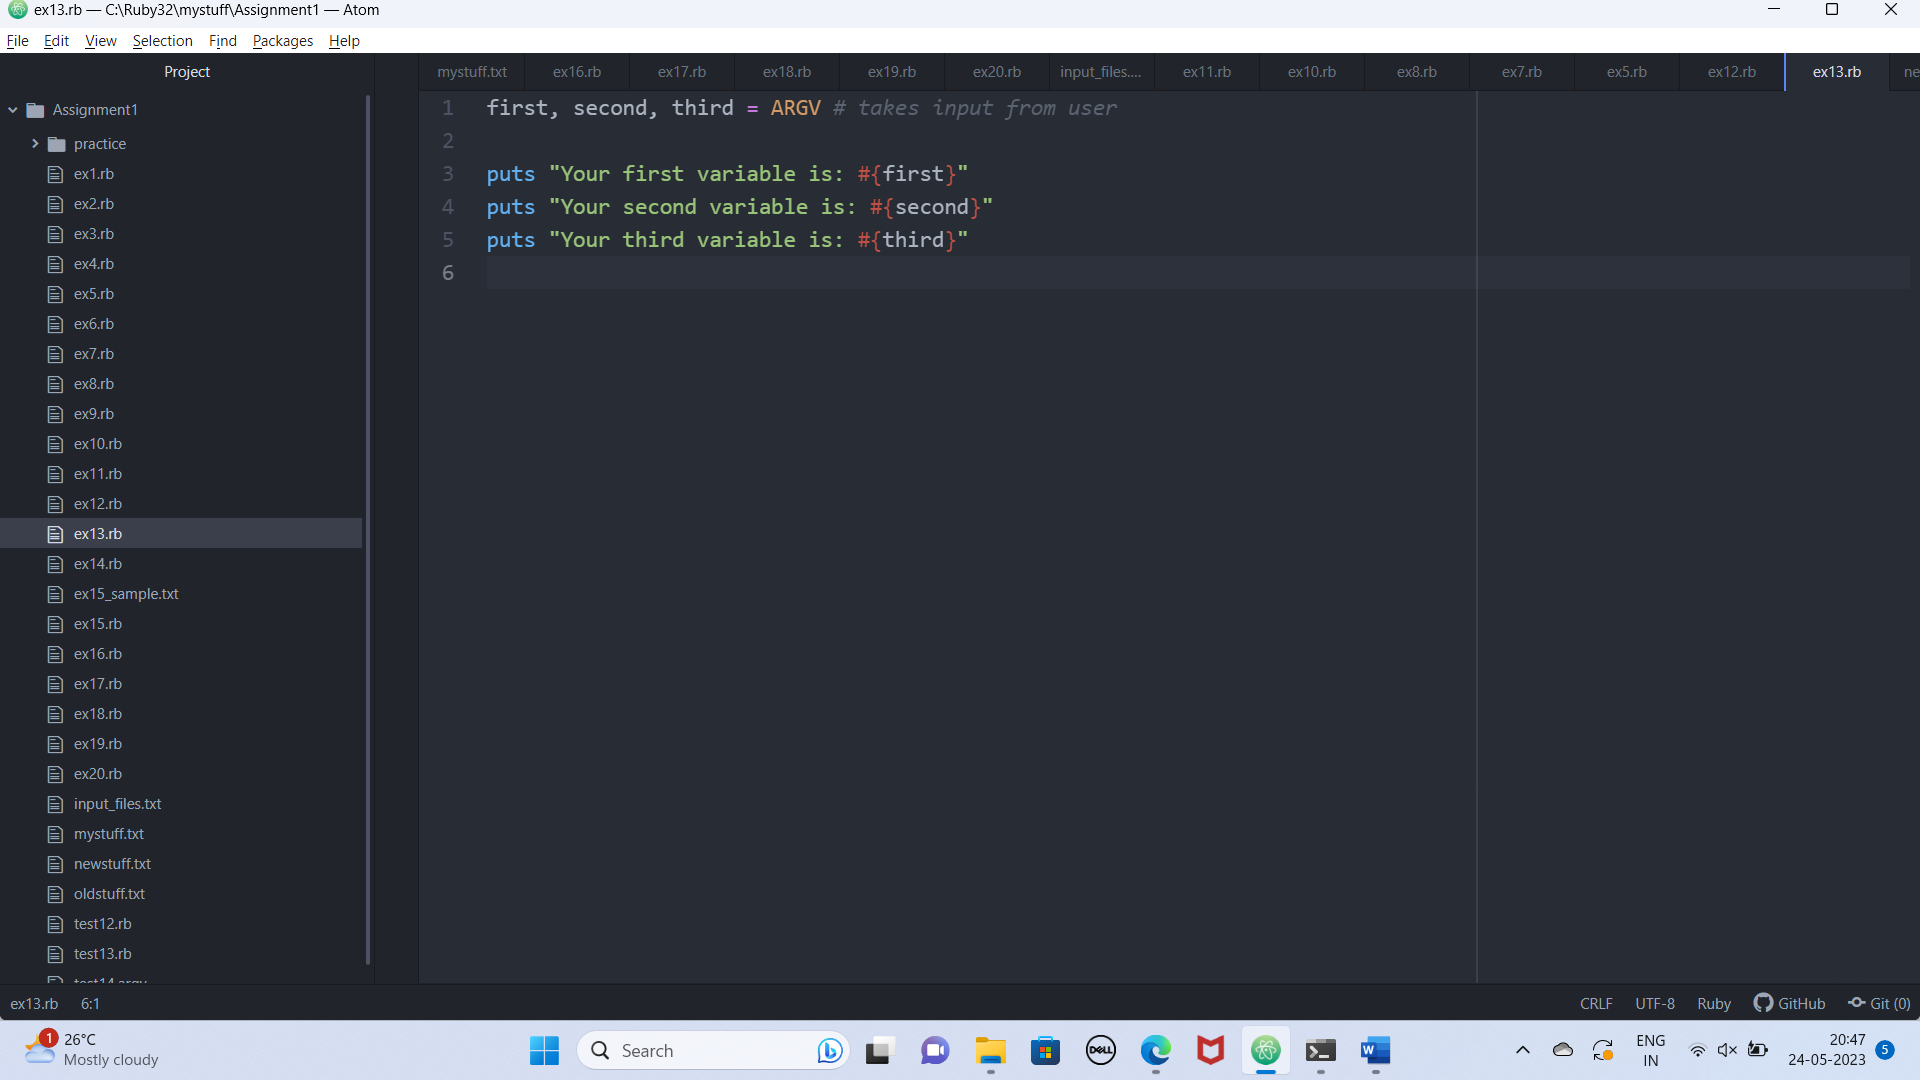 ex13.rb — C:\Ruby32\mystuff\Assignment1 — Atom
File Edit View Selection Find Packages Help
Project
mystuff.txt ex16.rb ex17.rb ex18.rb ex19.rb ex20.rb input_files.... ex11.rb ex10.rb ex8.rb ex7.rb ex5.rb ex12.rb ex13.rb ne
Assignment1
practice
ex1.rb
ex2.rb
ex3.rb
ex4.rb
ex5.rb
ex6.rb
ex7.rb
ex8.rb
ex9.rb
ex10.rb
ex11.rb
ex12.rb
ex13.rb
ex14.rb
ex15_sample.txt
ex15.rb
ex16.rb
ex17.rb
ex18.rb
ex19.rb
ex20.rb
input_files.txt
mystuff.txt
newstuff.txt
oldstuff.txt
test12.rb
test13.rb
1 first, second, third = ARGV # takes input from user
2
3 puts "Your first variable is: #{first}"
4 puts "Your second variable is: #{second}"
5 puts "Your third variable is: #{third}"
6
ex13.rb 6:1
CRLF UTF-8 Ruby GitHub Git (0)
1 26°C
Mostly cloudy
Search
DELL
W
ENG
IN
20:47
24-05-2023
5